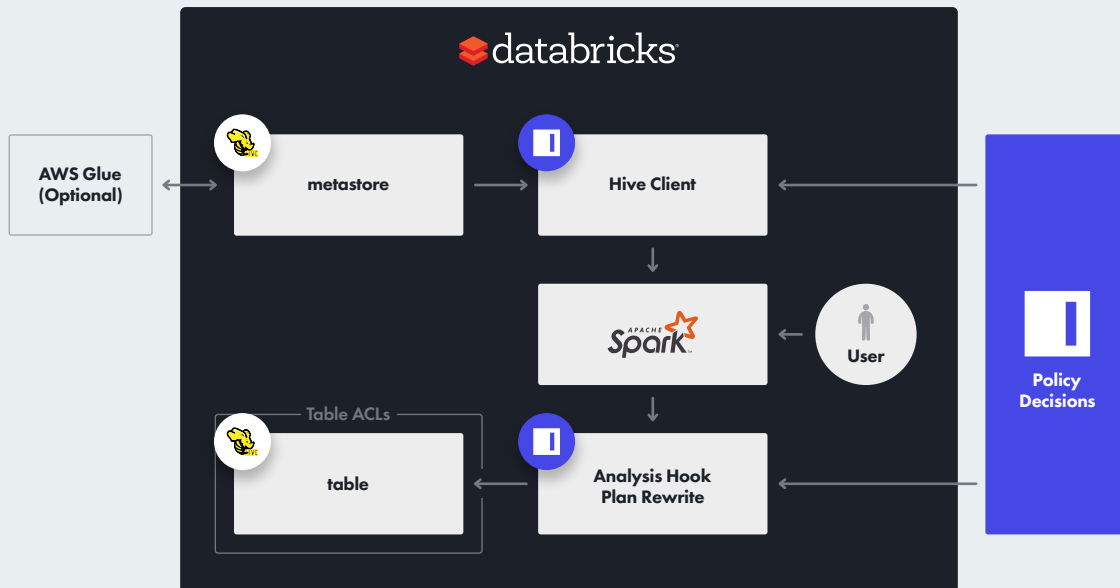 databricks
AWS Glue
(Optional)
metastore
Hive Client
APACHE
Spark
User
Policy
Decisions
Table ACLs
table
Analysis Hook
Plan Rewrite